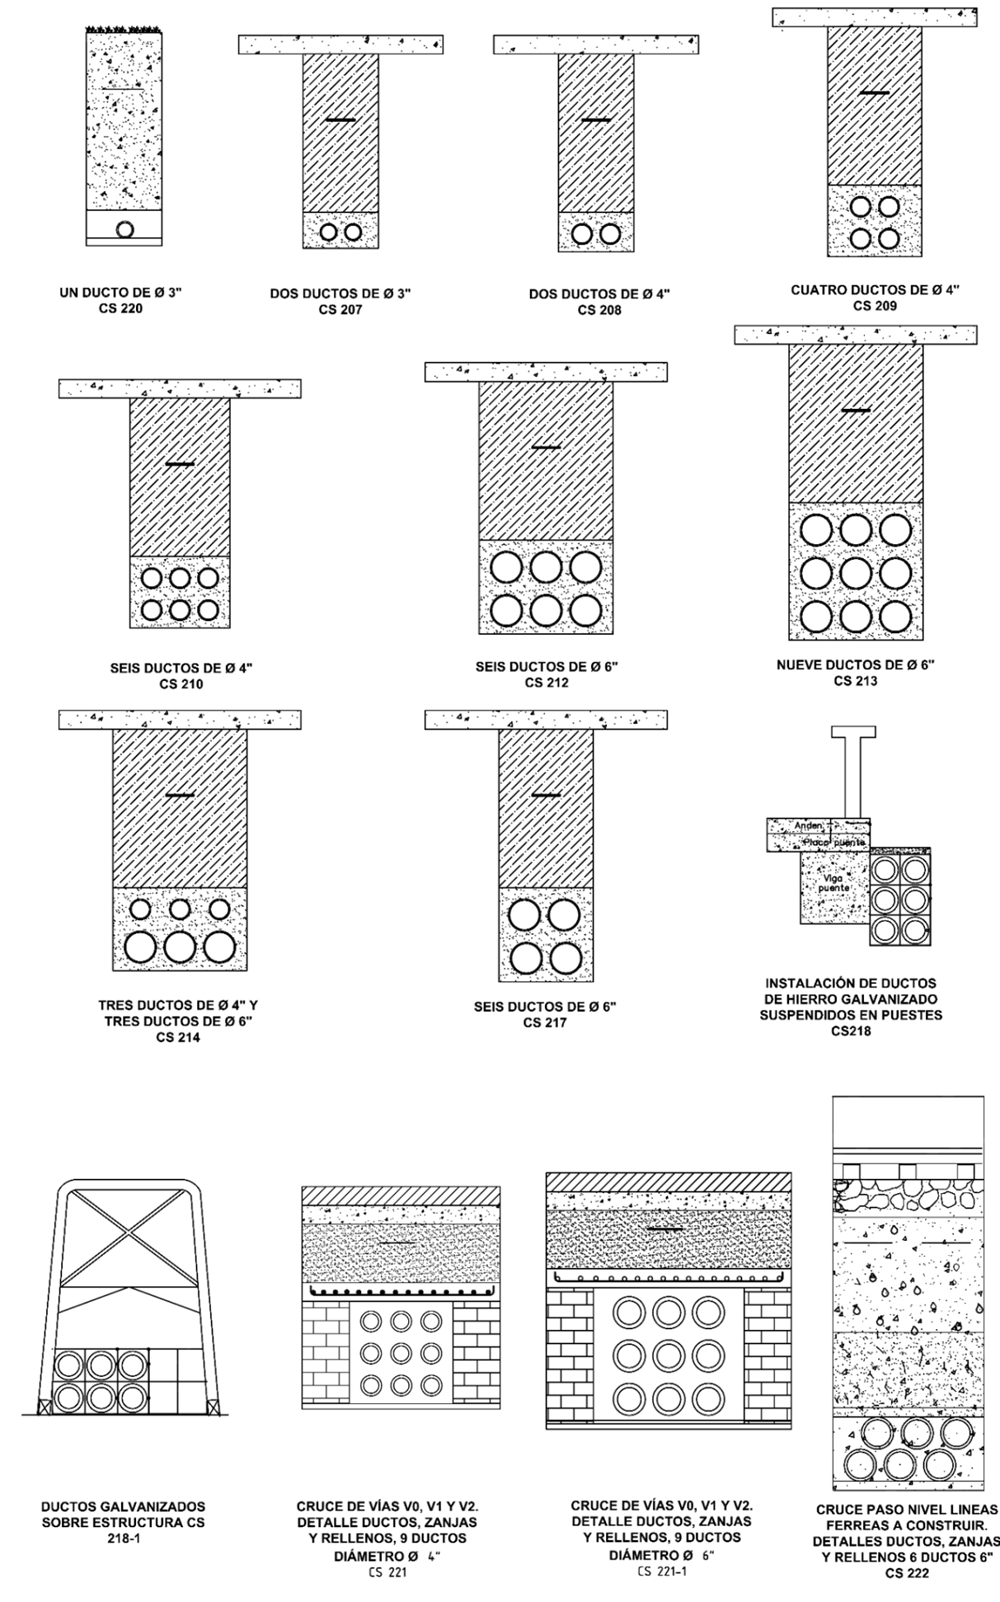 UN DUCTO DE Ø 3"
CS 220
DOS DUCTOS DE Ø 3"
CS 207
DOS DUCTOS DE Ø 4"
CS 208
CUATRO DUCTOS DE Ø 4"
CS 209
SEIS DUCTOS DE Ø 4"
CS 210
SEIS DUCTOS DE Ø 6"
CS 212
NUEVE DUCTOS DE Ø 6"
CS 213
TRES DUCTOS DE Ø 4" Y
TRES DUCTOS DE Ø 6"
CS 214
SEIS DUCTOS DE Ø 6"
CS 217
Anden
Placa puente
Viga
puente
INSTALACIÓN DE DUCTOS
DE HIERRO GALVANIZADO
SUSPENDIDOS EN PUESTES
CS218
DUCTOS GALVANIZADOS
SOBRE ESTRUCTURA CS
218-1
CRUCE DE VÍAS V0, V1 Y V2.
DETALLE DUCTOS, ZANJAS
Y RELLENOS, 9 DUCTOS
DIÁMETRO Ø 4"
CS 221
CRUCE DE VÍAS V0, V1 Y V2.
DETALLE DUCTOS, ZANJAS
Y RELLENOS, 9 DUCTOS
DIÁMETRO Ø 6"
CS 221-1
CRUCE PASO NIVEL LINEAS
FERREAS A CONSTRUIR.
DETALLES DUCTOS, ZANJAS
Y RELLENOS 6 DUCTOS 6"
CS 222